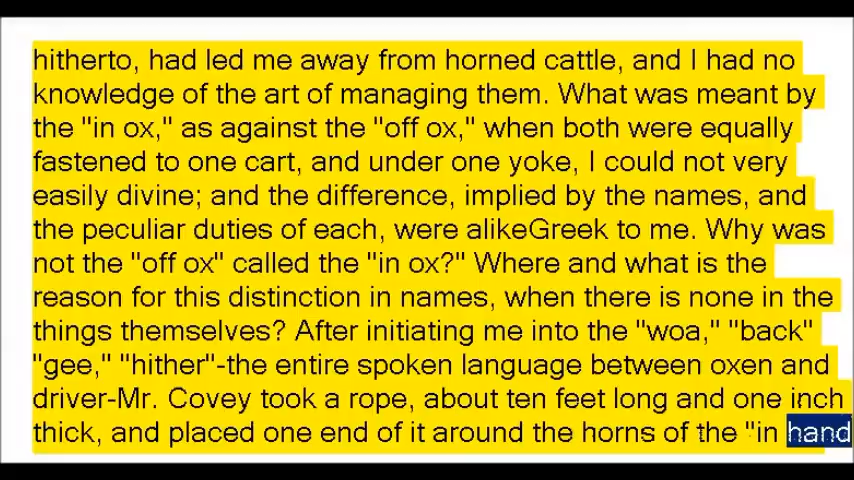 hitherto, had led me away from horned cattle, and I had no
knowledge of the art of managing them. What was meant by
the "in ox," as against the "off ox," when both were equally
fastened to one cart, and under one yoke, I could not very
easily divine; and the difference, implied by the names, and
the peculiar duties of each, were alikeGreek to me. Why was
not the "off ox" called the "in ox?" Where and what is the
reason for this distinction in names, when there is none in the
things themselves? After initiating me into the "woa," "back"
"gee," "hither"-the entire spoken language between oxen and
driver-Mr. Covey took a rope, about ten feet long and one inch
thick, and placed one end of it around the horns of the "in hand